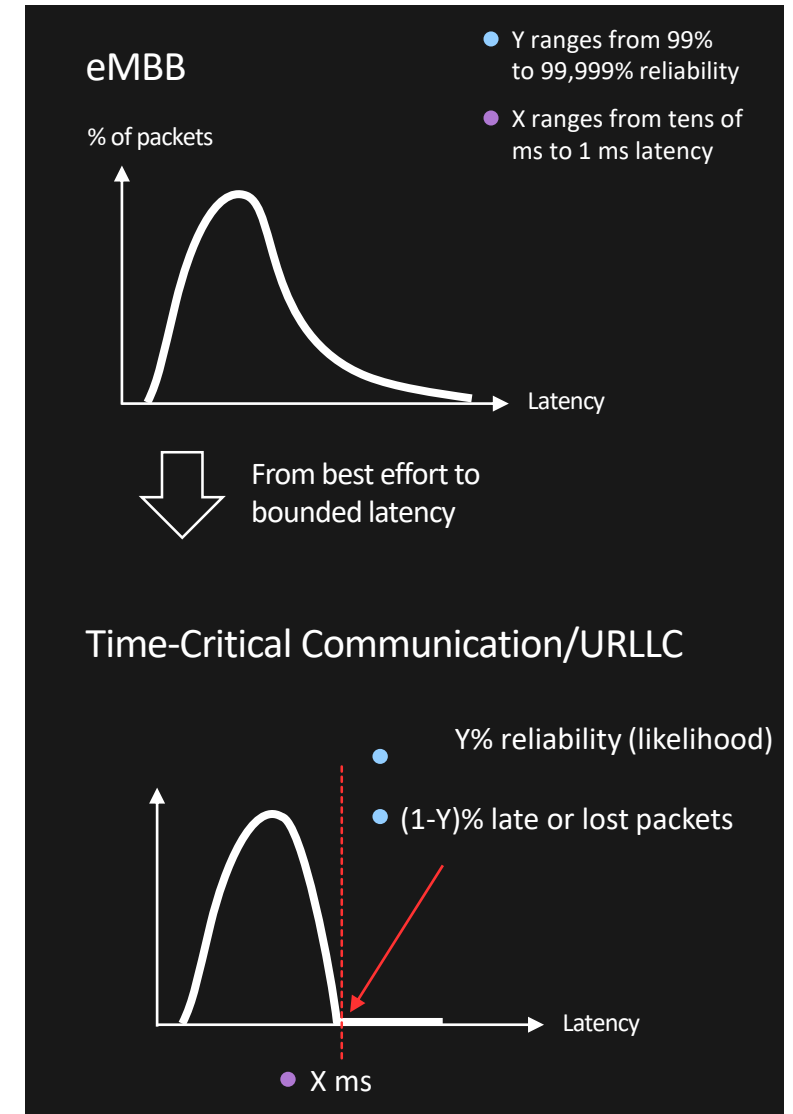 eMBB
Y ranges from 99%
to 99,999% reliability
X ranges from tens of
ms to 1 ms latency
% of packets
Latency
From best effort to
bounded latency
Time-Critical Communication/URLLC
Y% reliability (likelihood)
(1-Y)% late or lost packets
Latency
X ms